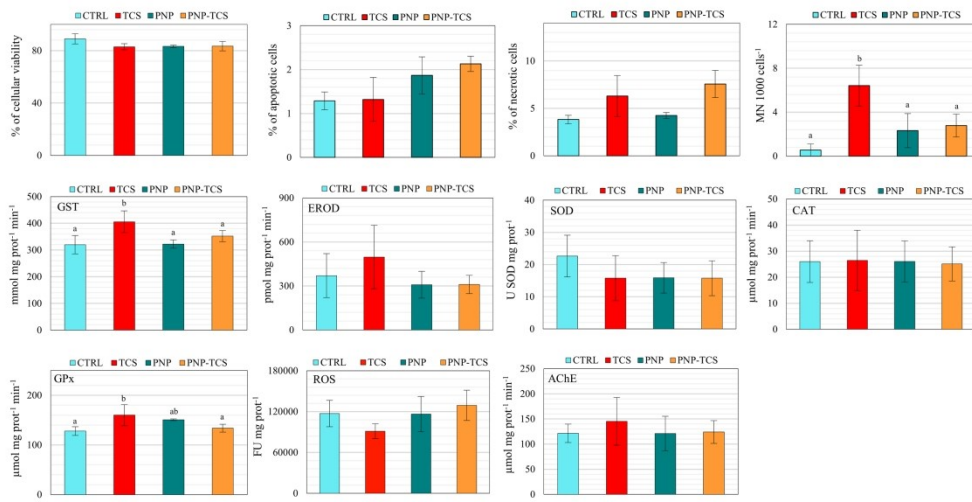 CTRL TCS PNP PNP-TCS
% of cellular viability
120
80
40
0
CTRL TCS PNP PNP-TCS
% of apoptotic cells
3
2
1
0
CTRL TCS PNP PNP-TCS
% of necrotic cells
10
5
0
CTRL TCS PNP PNP-TCS
MN 1000 cells⁻¹
12
8
4
0
a b a a
CTRL TCS PNP PNP-TCS
GST
mmol mg prot⁻¹ min⁻¹
500
400
300
200
100
0
a b a a
CTRL TCS PNP PNP-TCS
EROD
pmol mg prot⁻¹ min⁻¹
900
600
300
0
CTRL TCS PNP PNP-TCS
SOD
U SOD mg prot⁻¹
40
30
20
10
0
CTRL TCS PNP PNP-TCS
CAT
µmol mg prot⁻¹ min⁻¹
50
40
30
20
10
0
CTRL TCS PNP PNP-TCS
GPx
µmol mg prot⁻¹ min⁻¹
200
100
0
a b ab a
CTRL TCS PNP PNP-TCS
ROS
FU mg prot⁻¹
180000
120000
60000
0
CTRL TCS PNP PNP-TCS
AChE
µmol mg prot⁻¹ min⁻¹
250
200
150
100
50
0